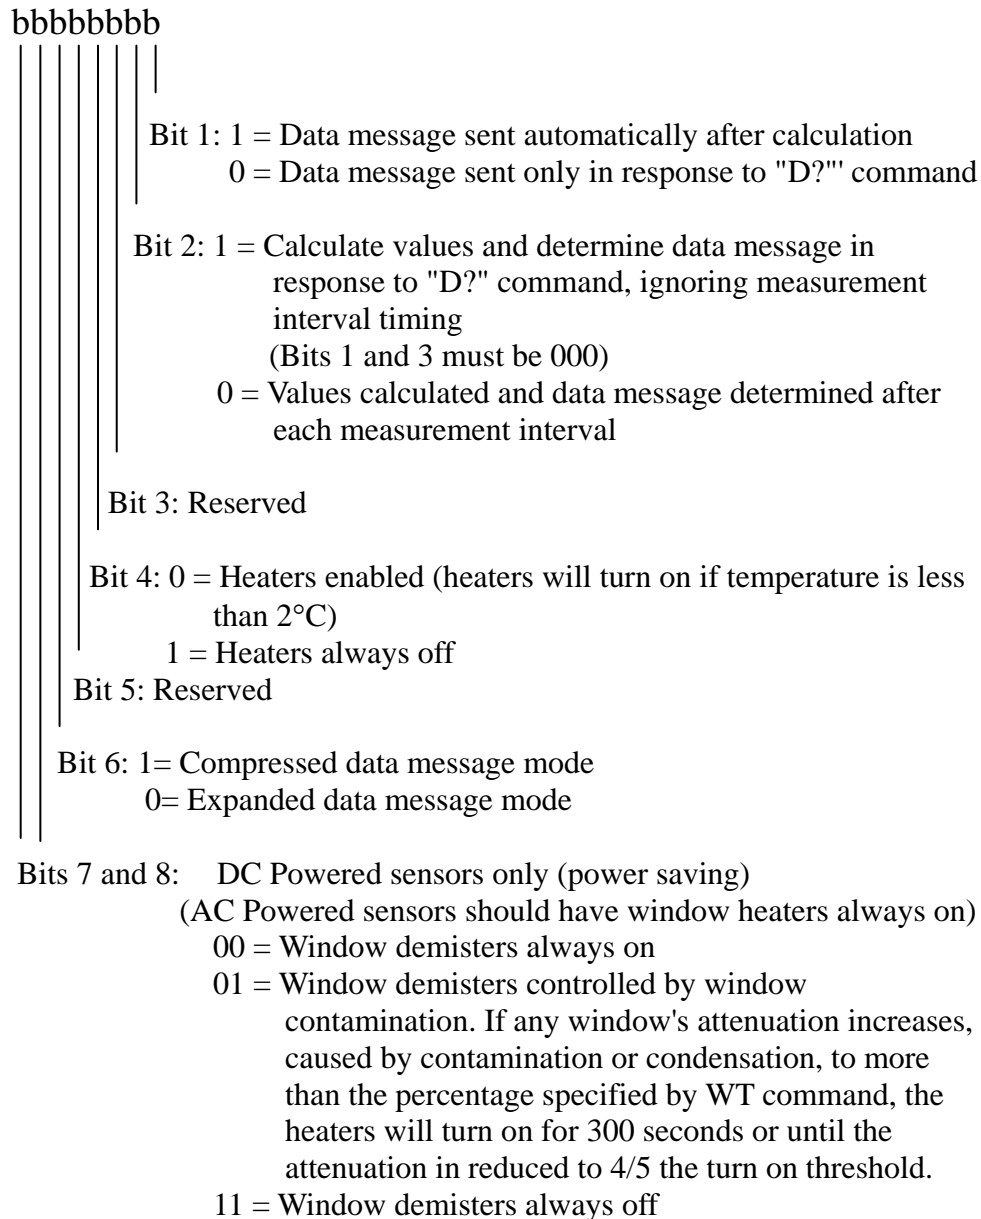 bbbbbbbb
Bit 1: 1 = Data message sent automatically after calculation
0 = Data message sent only in response to "D?"' command
Bit 2: 1 = Calculate values and determine data message in
response to "D?" command, ignoring measurement
interval timing
(Bits 1 and 3 must be 000)
0 = Values calculated and data message determined after
each measurement interval
Bit 3: Reserved
Bit 4: 0 = Heaters enabled (heaters will turn on if temperature is less
than 2°C)
1 = Heaters always off
Bit 5: Reserved
Bit 6: 1= Compressed data message mode
0= Expanded data message mode
Bits 7 and 8: DC Powered sensors only (power saving)
(AC Powered sensors should have window heaters always on)
00 = Window demisters always on
01 = Window demisters controlled by window
contamination. If any window's attenuation increases,
caused by contamination or condensation, to more
than the percentage specified by WT command, the
heaters will turn on for 300 seconds or until the
attenuation in reduced to 4/5 the turn on threshold.
11 = Window demisters always off